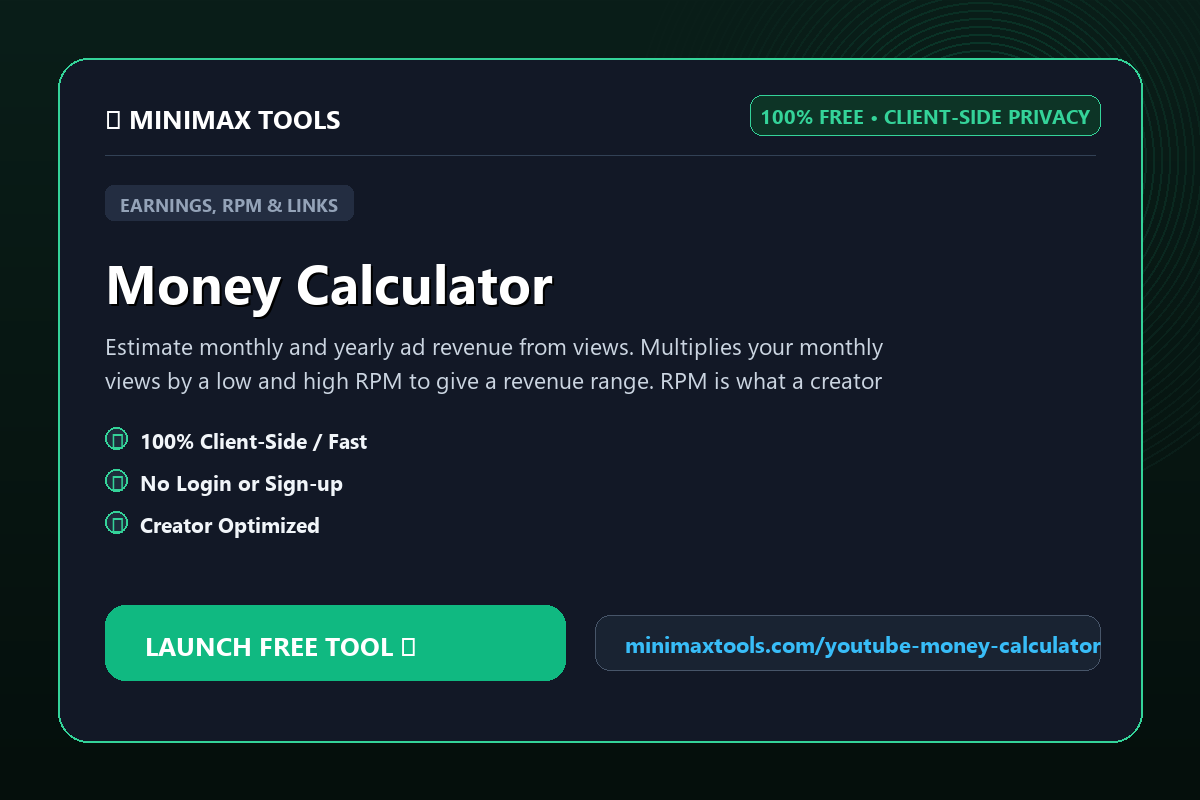 MINIMAX TOOLS
100% FREE • CLIENT-SIDE PRIVACY
EARNINGS, RPM & LINKS
Money Calculator
Estimate monthly and yearly ad revenue from views. Multiplies your monthly
views by a low and high RPM to give a revenue range. RPM is what a creator
100% Client-Side / Fast
No Login or Sign-up
Creator Optimized
LAUNCH FREE TOOL
minimaxtools.com/youtube-money-calculator